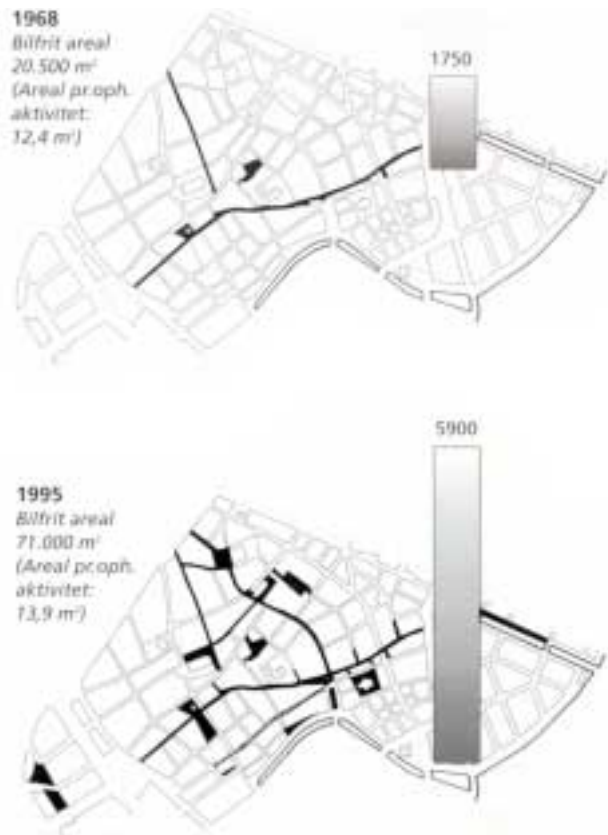 1968
Bilfrit areal
20.500 m²
(Areal pr.oph.
aktivitet:
12,4 m²)
1750
5900
1995
Bilfrit areal
71.000 m²
(Areal pr.oph.
aktivitet:
13,9 m²)